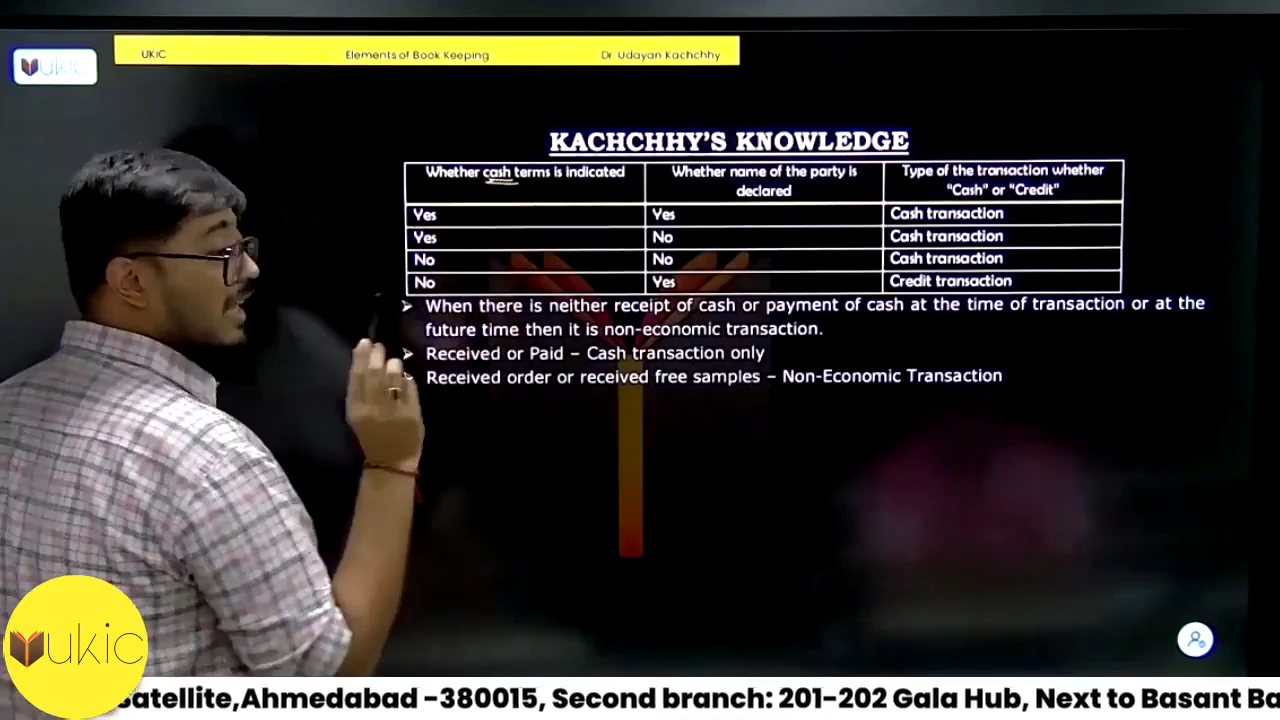 UKIC Elements of Book Keeping Dr. Udayan Kachchhy
ukic
KACHCHHY'S KNOWLEDGE
Whether cash terms is indicated Whether name of the party is declared Type of the transaction whether "Cash" or "Credit"
Yes Yes Cash transaction
Yes No Cash transaction
No No Cash transaction
No Yes Credit transaction
➢ When there is neither receipt of cash or payment of cash at the time of transaction or at the
future time then it is non-economic transaction.
➢ Received or Paid – Cash transaction only
➢ Received order or received free samples – Non-Economic Transaction
ukic
Satellite,Ahmedabad -380015, Second branch: 201-202 Gala Hub, Next to Basant